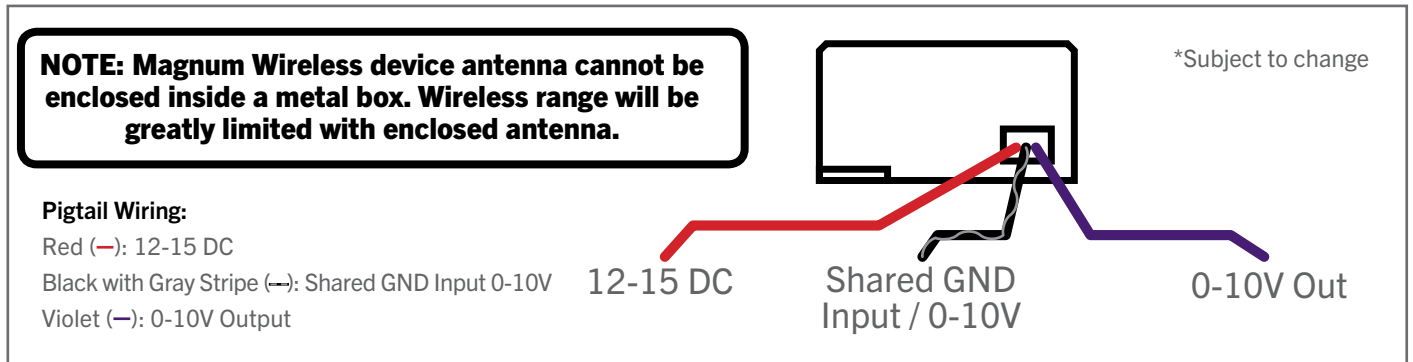 NOTE: Magnum Wireless device antenna cannot be
enclosed inside a metal box. Wireless range will be
greatly limited with enclosed antenna.
*Subject to change
Pigtail Wiring:
Red (—): 12-15 DC
Black with Gray Stripe (—): Shared GND Input 0-10V
Violet (—): 0-10V Output
12-15 DC
Shared GND
Input / 0-10V
0-10V Out